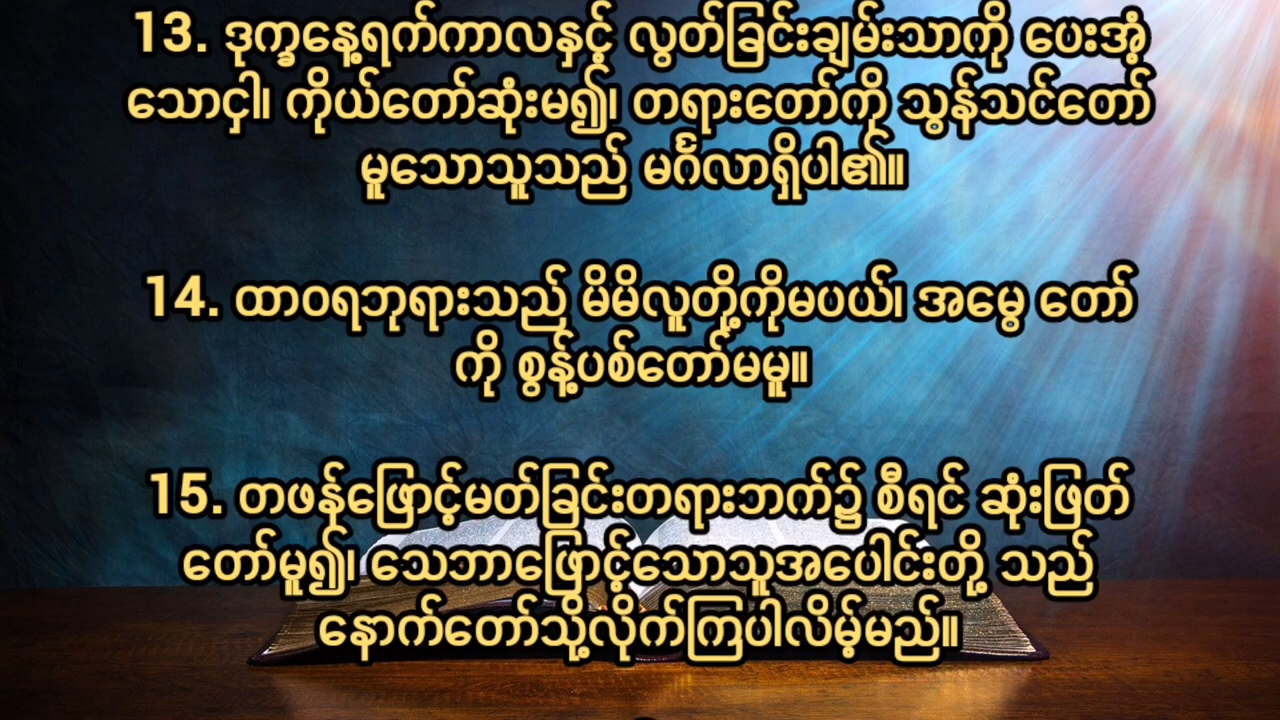 13. ဒုက္ခနေ့ရက်ကာလနှင့် လွတ်ခြင်းချမ်းသာကို ပေးအံ့
သောငှါ၊ ကိုယ်တော်ဆုံးမ၍၊ တရားတော်ကို သွန်သင်တော်
မူသောသူသည် မင်္ဂလာရှိပါ၏။
14. ထာဝရဘုရားသည် မိမိလူတို့ကိုမပယ်၊ အမွေ တော်
ကို စွန့်ပစ်တော်မမူ။
15. တဖန်ဖြောင့်မတ်ခြင်းတရားဘက်၌ စီရင် ဆုံးဖြတ်
တော်မူ၍၊ သေဘာဖြောင့်သောသူအပေါင်းတို့ သည်
နောက်တော်သို့လိုက်ကြပါလိမ့်မည်။